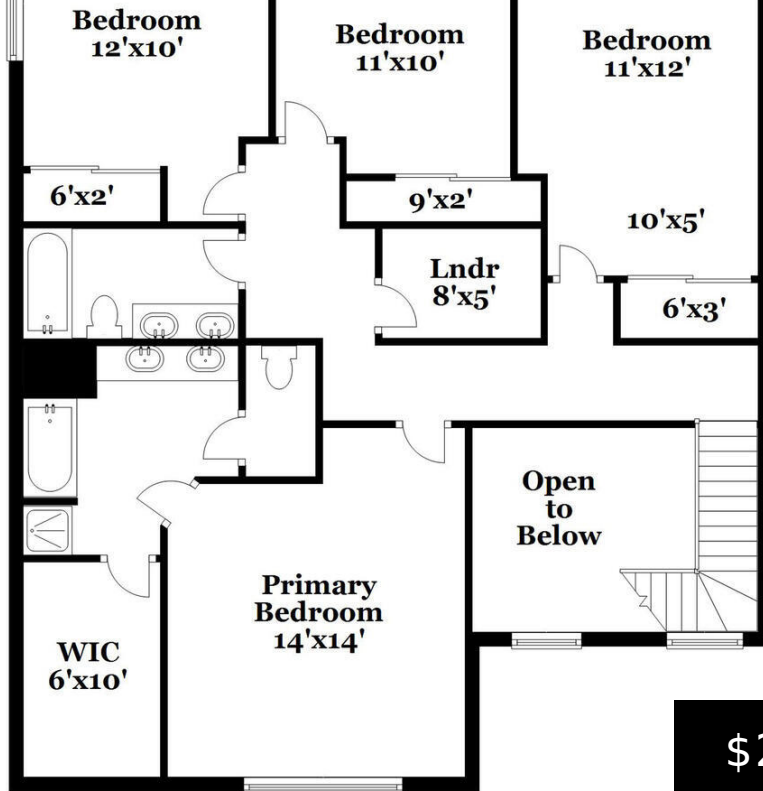 Bedroom
12'x10'
Bedroom
11'x10'
Bedroom
11'x12'
6'x2'
9'x2'
10'x5'
Lndr
8'x5'
6'x3'
Open
to
Below
Primary
Bedroom
14'x14'
WIC
6'x10'